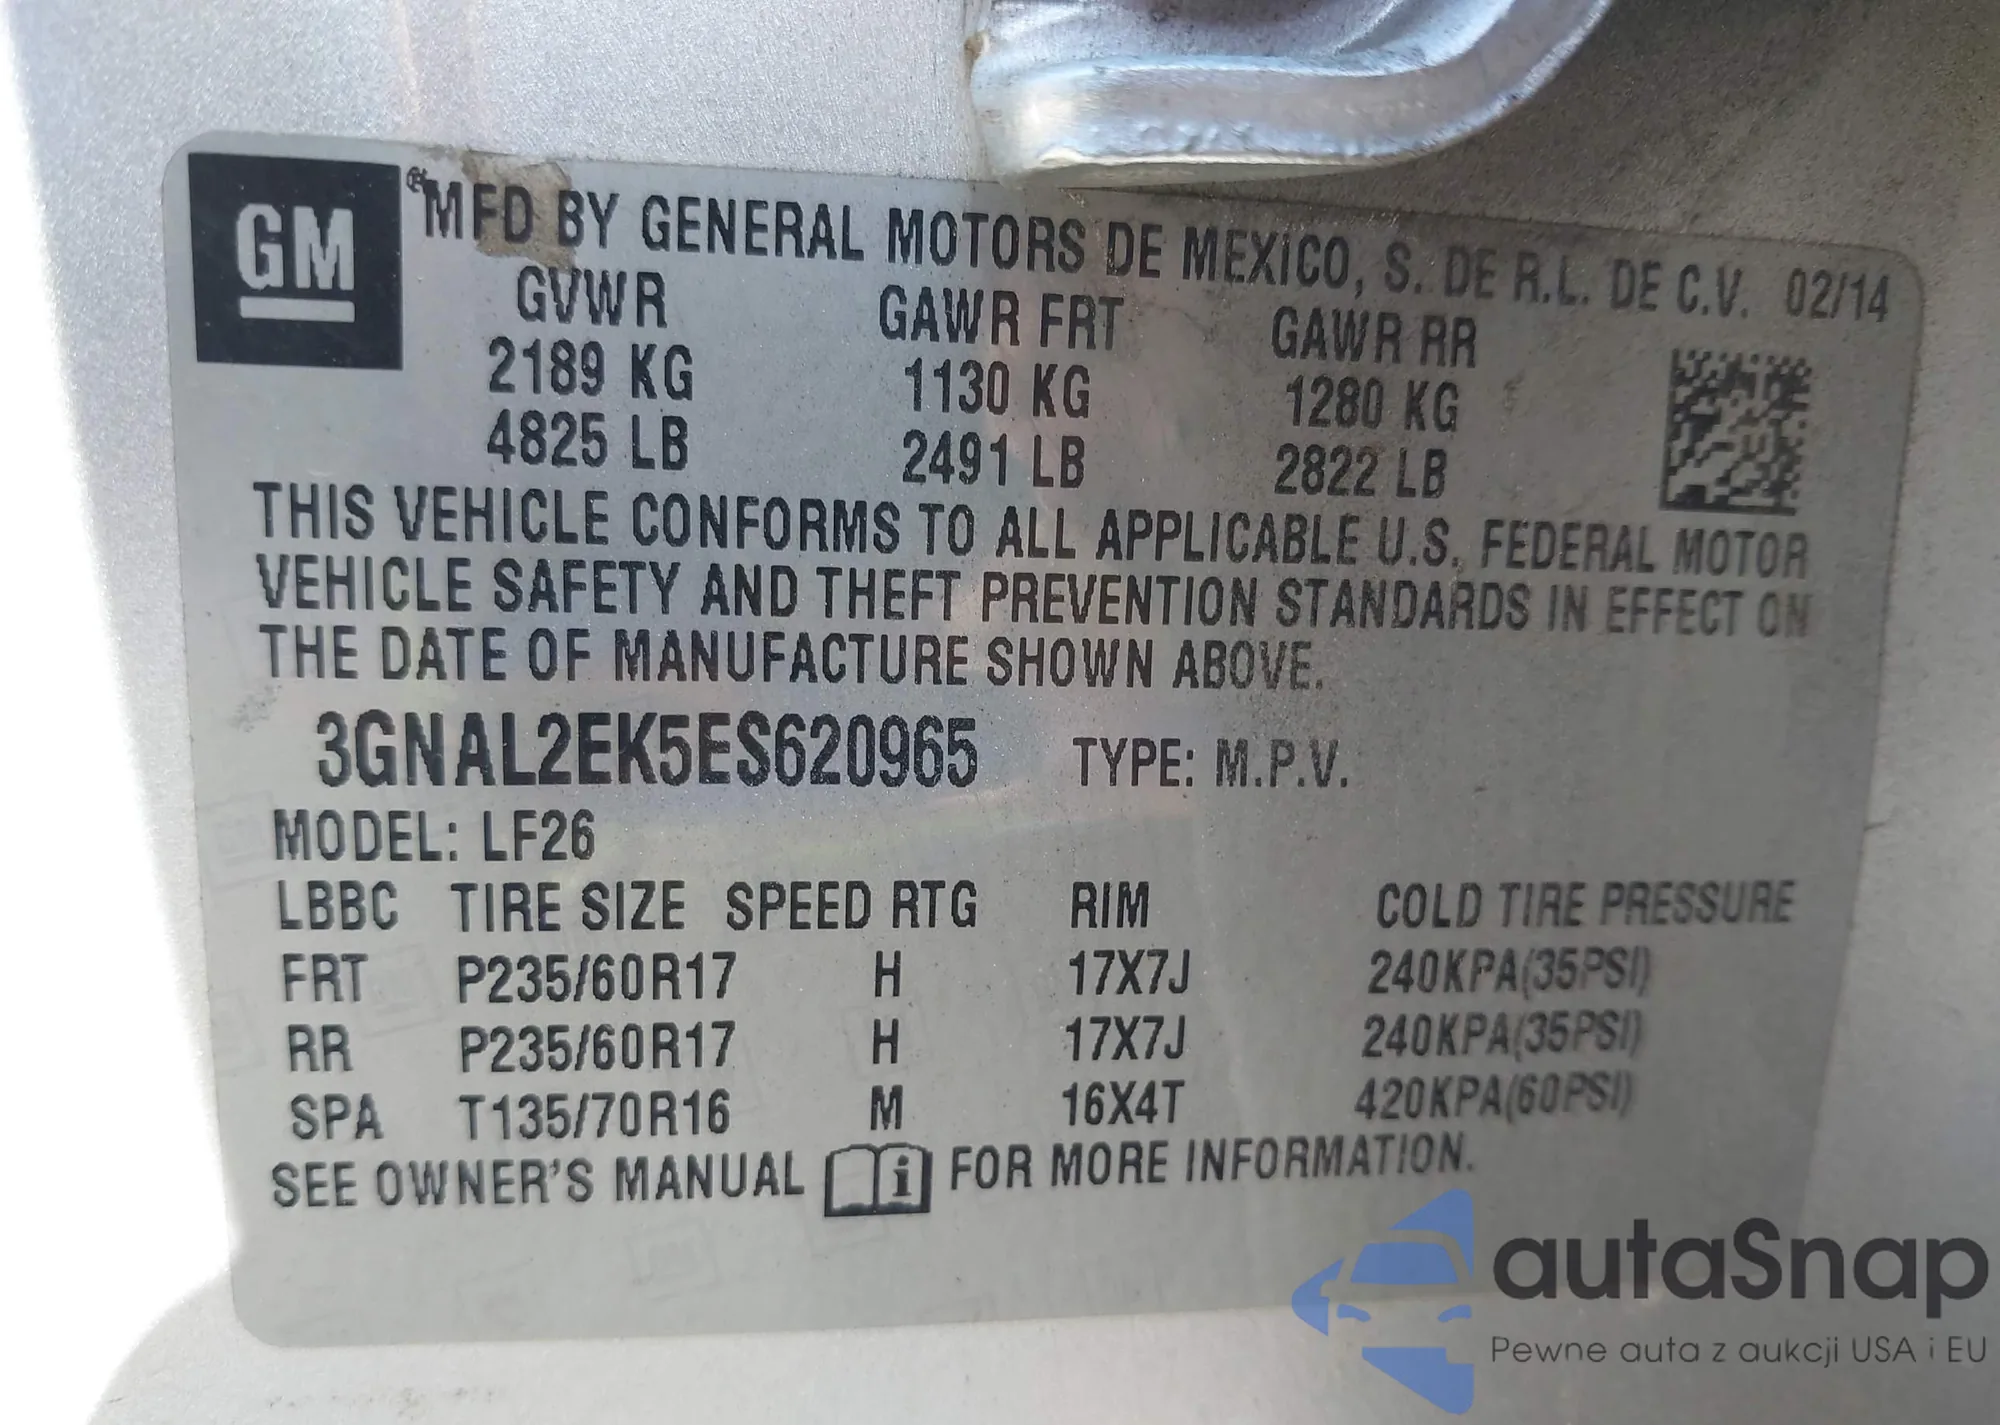 GM
® MFD BY GENERAL MOTORS DE MEXICO, S. DE R.L. DE C.V. 02/14
GVWR GAWR FRT GAWR RR
2189 KG 1130 KG 1280 KG
4825 LB 2491 LB 2822 LB
THIS VEHICLE CONFORMS TO ALL APPLICABLE U.S. FEDERAL MOTOR
VEHICLE SAFETY AND THEFT PREVENTION STANDARDS IN EFFECT ON
THE DATE OF MANUFACTURE SHOWN ABOVE.
3GNAL2EK5ES620965 TYPE: M.P.V.
MODEL: LF26
LBBC TIRE SIZE SPEED RTG RIM COLD TIRE PRESSURE
FRT P235/60R17 H 17X7J 240KPA(35PSI)
RR P235/60R17 H 17X7J 240KPA(35PSI)
SPA T135/70R16 M 16X4T 420KPA(60PSI)
SEE OWNER'S MANUAL i FOR MORE INFORMATION.
autaSnap
Pewne auta z aukcji USA i EU